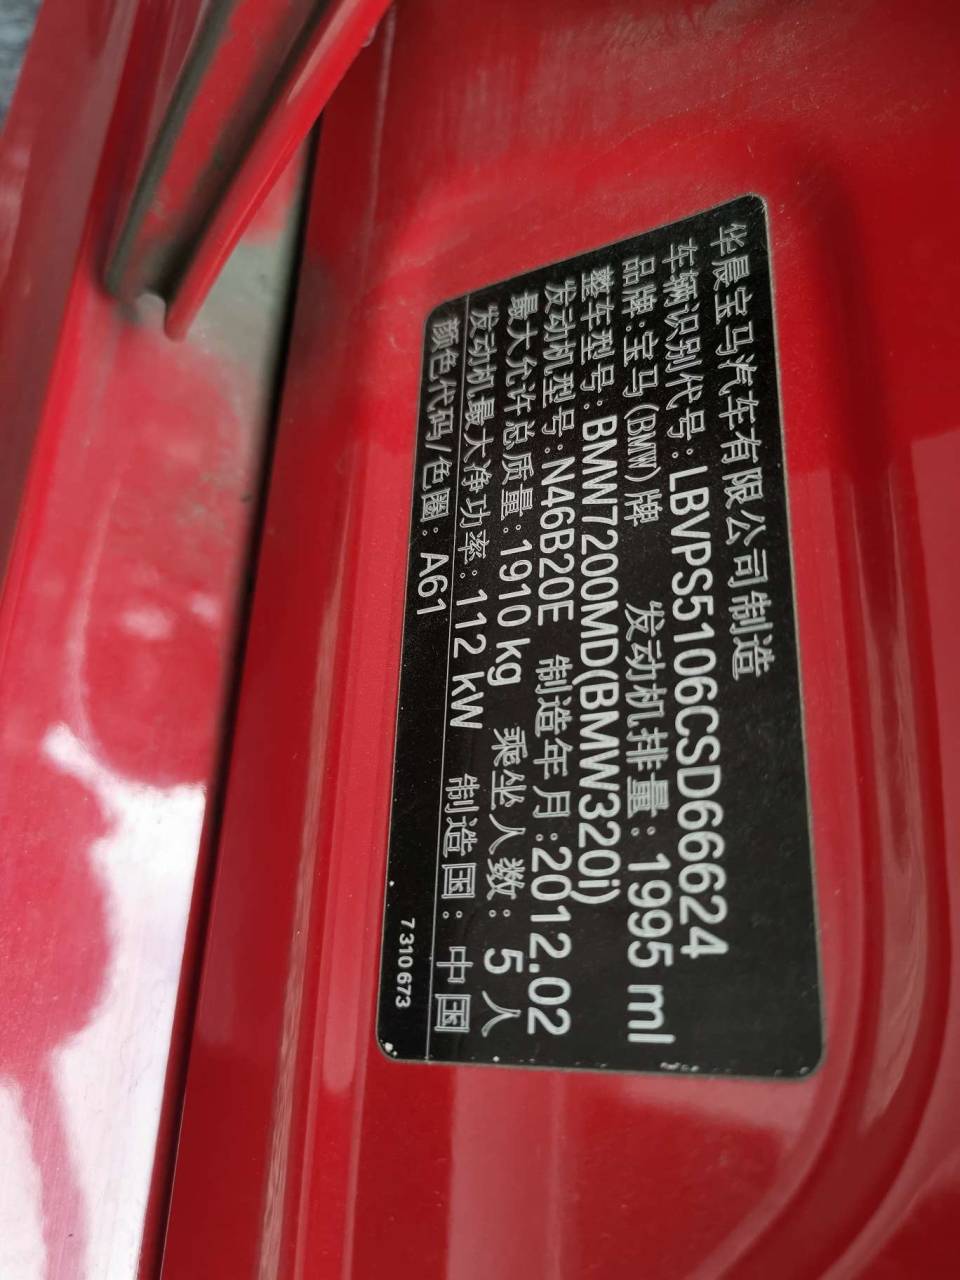 华晨宝马汽车有限公司制造
车辆识别代号:LBVPS5106CSD66624
品牌:宝马(BMW)牌 发动机排量:1995 ml
整车型号:BMW7200MD(BMW320i)
发动机型号:N46B20E 制造年月:2012.02
最大允许总质量:1910 kg 乘坐人数:5人
发动机最大净功率:112 kW 制造国:中国
颜色代码/色圈:A61
7 310 673